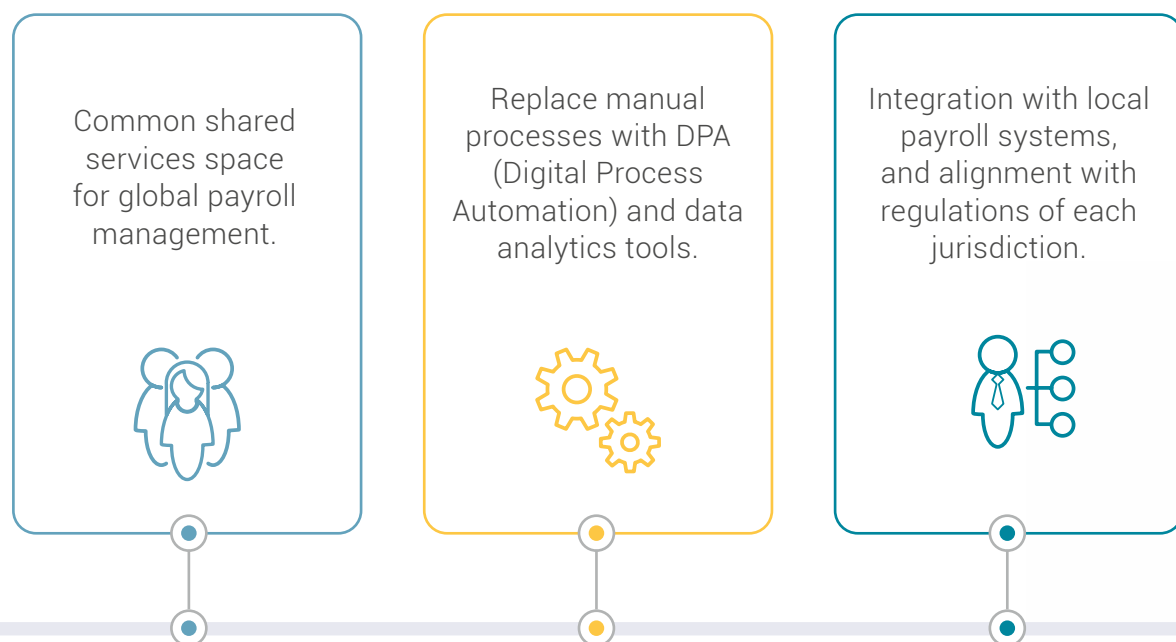 Common shared
services space
for global payroll
management.
Replace manual
processes with DPA
(Digital Process
Automation) and data
analytics tools.
Integration with local
payroll systems,
and alignment with
regulations of each
jurisdiction.